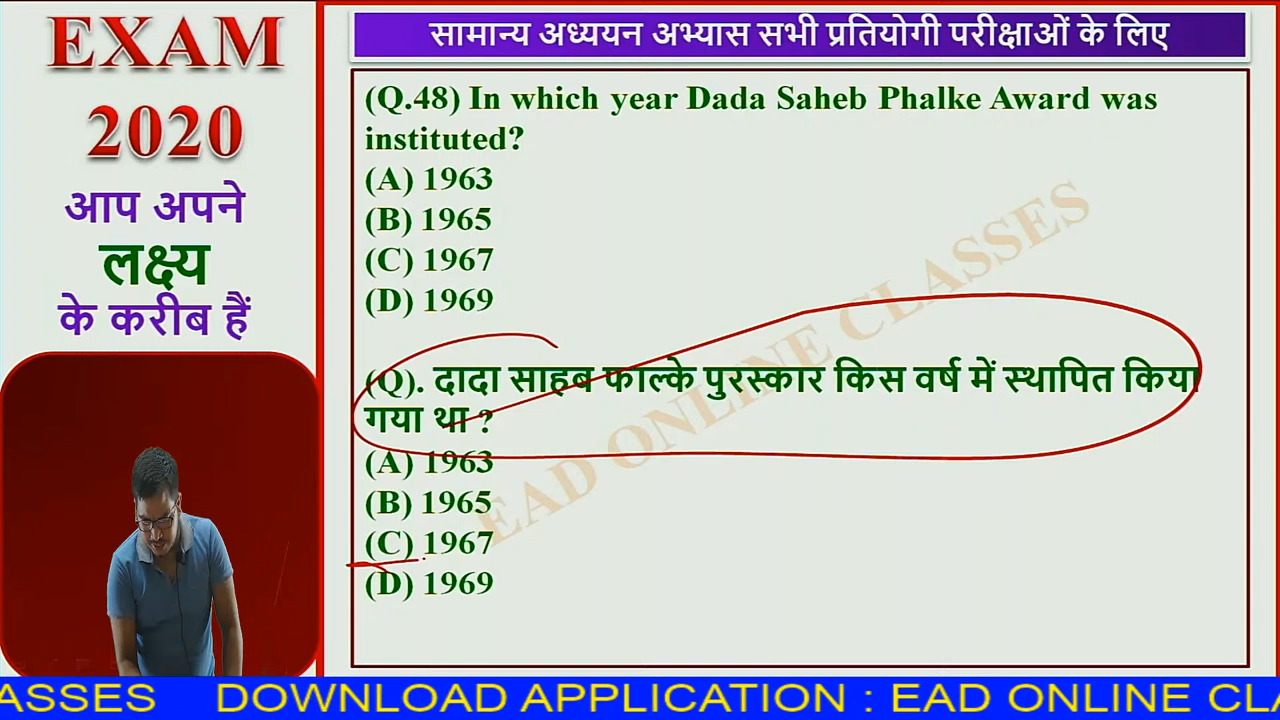 EXAM
2020
आप अपने
लक्ष्य
के करीब हैं
सामान्य अध्ययन अभ्यास सभी प्रतियोगी परीक्षाओं के लिए
(Q.48) In which year Dada Saheb Phalke Award was
instituted?
(A) 1963
(B) 1965
(C) 1967
(D) 1969
(Q). दादा साहब फाल्के पुरस्कार किस वर्ष में स्थापित किया
गया था ?
(A) 1963
(B) 1965
(C) 1967
(D) 1969
EAD ONLINE CLASSES
ASSES DOWNLOAD APPLICATION : EAD ONLINE CLA